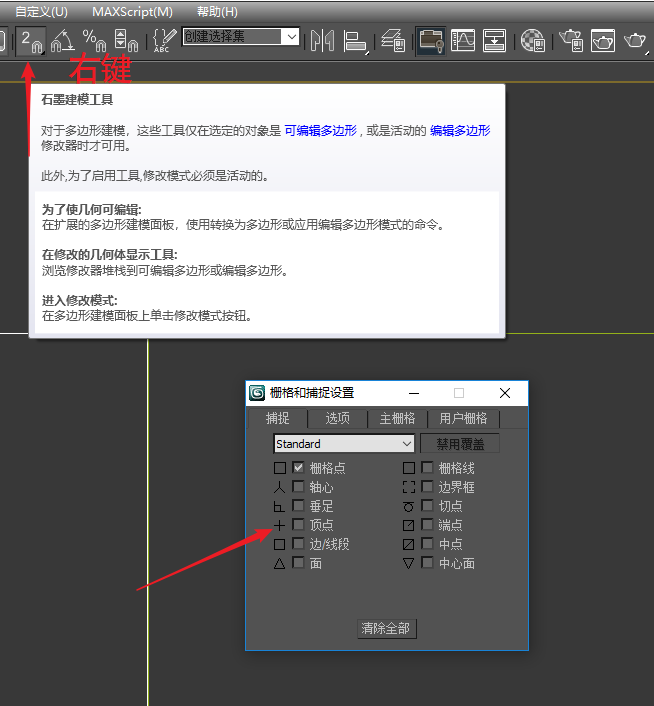 自定义(U) MAXScript(M) 帮助(H)
2 % ABC 创建选择集
右键
石墨建模工具
对于多边形建模，这些工具仅在选定的对象是 可编辑多边形 , 或是活动的 编辑多边形
修改器时才可用。
此外,为了启用工具,修改模式必须是活动的。
为了使几何可编辑:
在扩展的多边形建模面板，使用转换为多边形或应用编辑多边形模式的命令。
在修改的几何体显示工具:
浏览修改器堆栈到可编辑多边形或编辑多边形。
进入修改模式:
在多边形建模面板上单击修改模式按钮。
栅格和捕捉设置
捕捉 选项 主栅格 用户栅格
Standard 禁用覆盖
栅格点 栅格线
轴心 边界框
垂足 切点
顶点 端点
边/线段 中点
面 中心面
清除全部